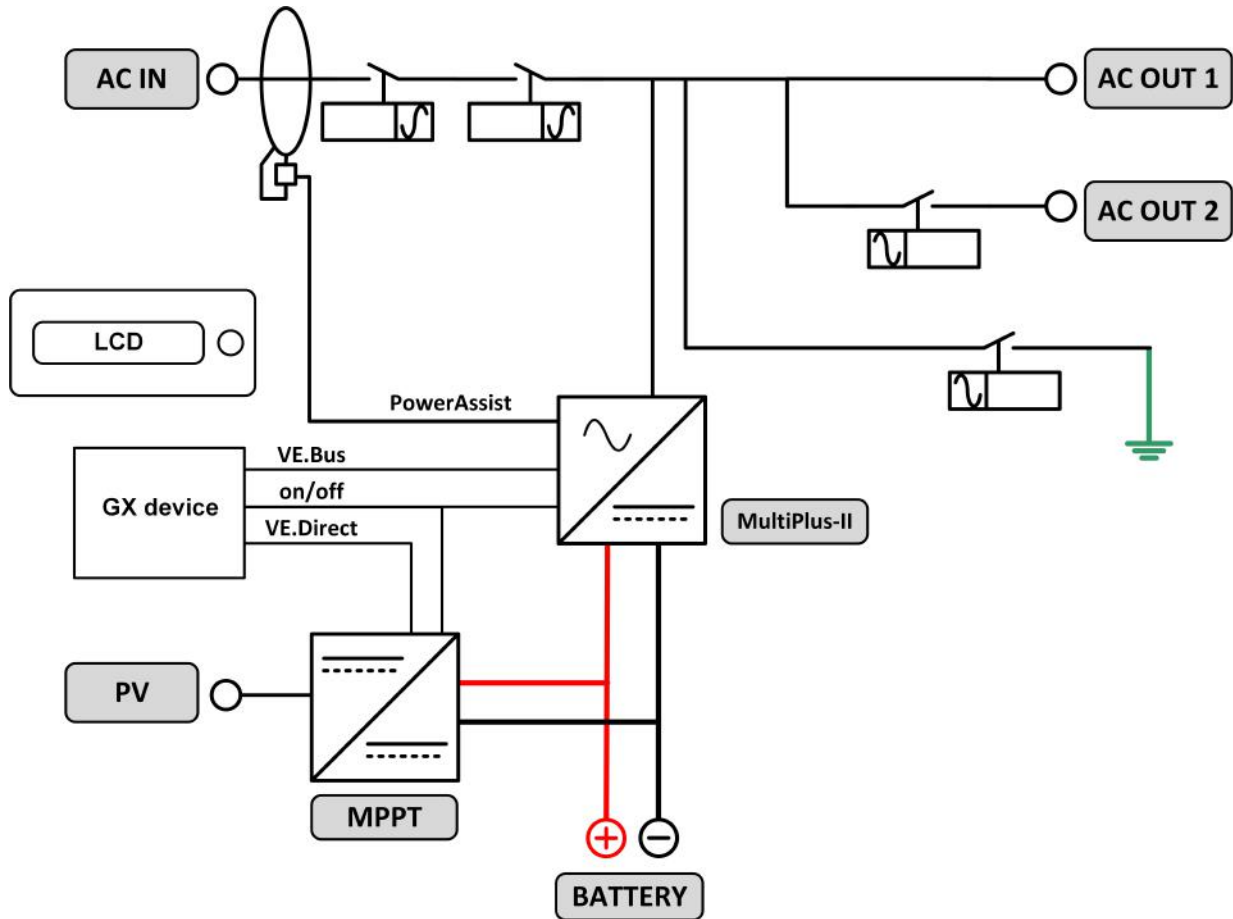 AC IN
AC OUT 1
AC OUT 2
LCD
PowerAssist
VE.Bus
on/off
VE.Direct
GX device
MultiPlus-II
PV
MPPT
BATTERY